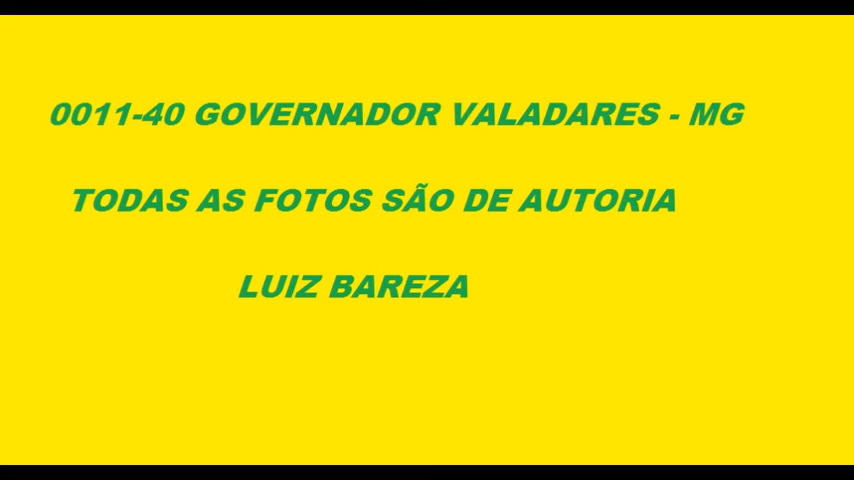 0011-40 GOVERNADOR VALADARES - MG
TODAS AS FOTOS SÃO DE AUTORIA
LUIZ BAREZA